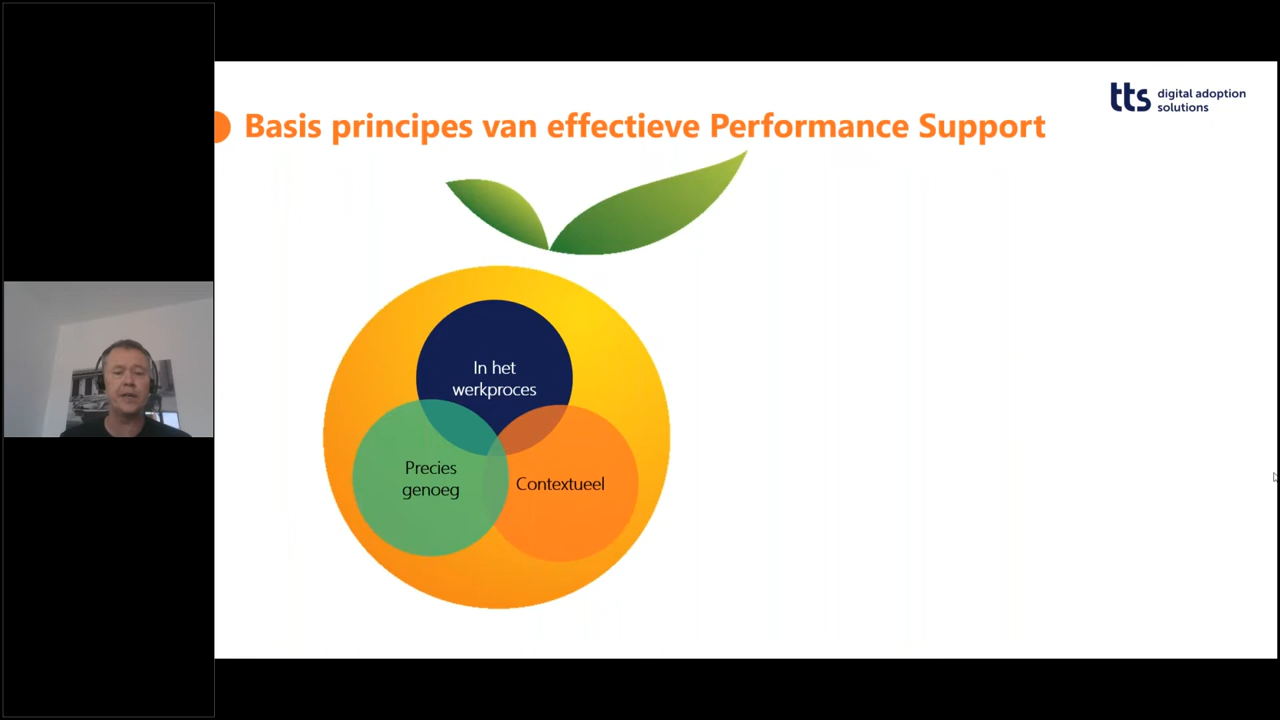 tts digital adoption
solutions
Basis principes van effectieve Performance Support
In het
werkproces
Precies
genoeg
Contextueel